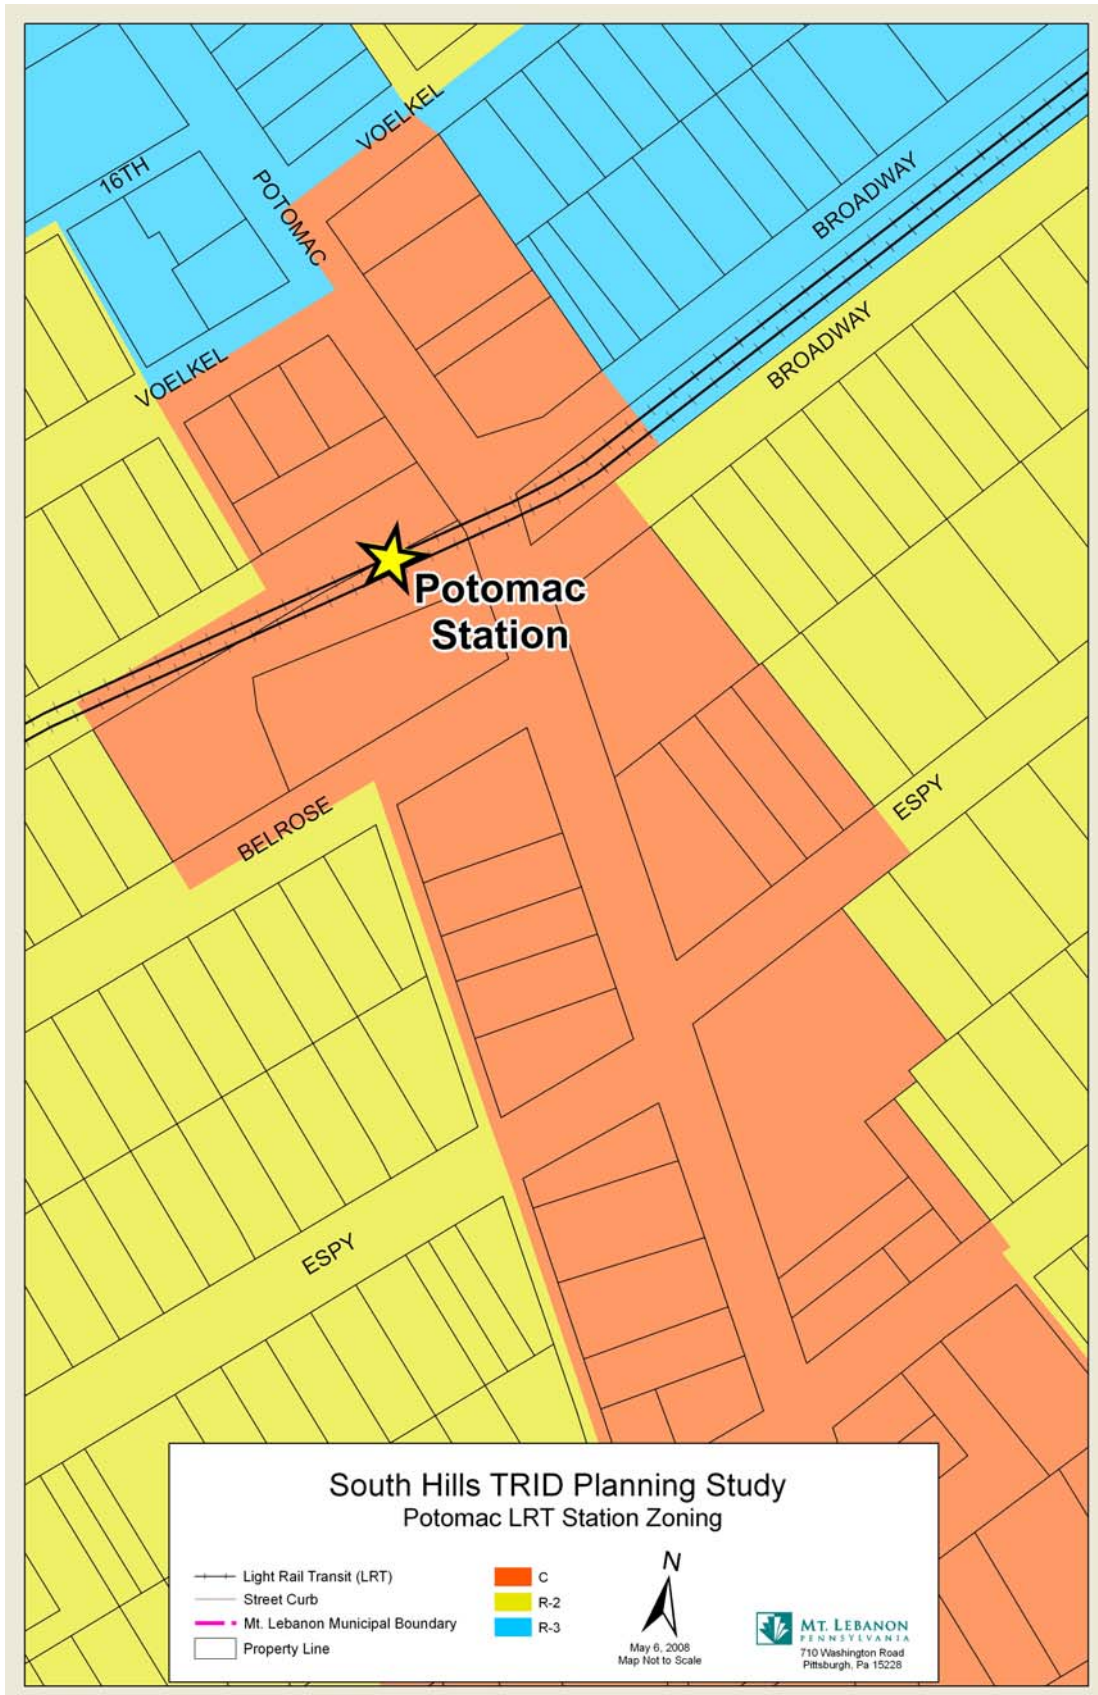 VOELKEL
16TH
POTOMAC
BROADWAY
BROADWAY
VOELKEL
Potomac
Station
ESPY
BELROSE
ESPY
South Hills TRID Planning Study
Potomac LRT Station Zoning
Light Rail Transit (LRT)
Street Curb
Mt. Lebanon Municipal Boundary
Property Line
C
R-2
R-3
N
May 6, 2008
Map Not to Scale
MT. LEBANON
PENNSYLVANIA
710 Washington Road
Pittsburgh, Pa 15228